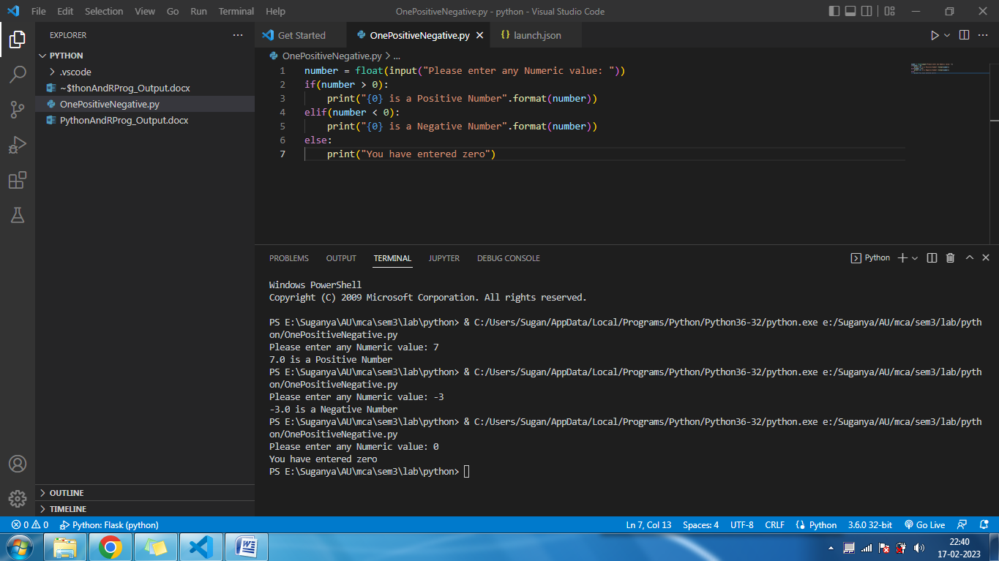 File Edit Selection View Go Run Terminal Help
OnePositiveNegative.py - python - Visual Studio Code
EXPLORER
PYTHON
.vscode
~$thonAndRProg_Output.docx
OnePositiveNegative.py
PythonAndRProg_Output.docx
OUTLINE
TIMELINE
Get Started OnePositiveNegative.py launch.json
OnePositiveNegative.py > ...
1 number = float(input("Please enter any Numeric value: "))
2 if(number > 0):
3     print("{0} is a Positive Number".format(number))
4 elif(number < 0):
5     print("{0} is a Negative Number".format(number))
6 else:
7     print("You have entered zero")
PROBLEMS OUTPUT TERMINAL JUPYTER DEBUG CONSOLE
Python
Windows PowerShell
Copyright (C) 2009 Microsoft Corporation. All rights reserved.
PS E:\Suganya\AU\mca\sem3\lab\python> & C:/Users/Sugan/AppData/Local/Programs/Python/Python36-32/python.exe e:/Suganya/AU/mca/sem3/lab/pyth
on/OnePositiveNegative.py
Please enter any Numeric value: 7
7.0 is a Positive Number
PS E:\Suganya\AU\mca\sem3\lab\python> & C:/Users/Sugan/AppData/Local/Programs/Python/Python36-32/python.exe e:/Suganya/AU/mca/sem3/lab/pyth
on/OnePositiveNegative.py
Please enter any Numeric value: -3
-3.0 is a Negative Number
PS E:\Suganya\AU\mca\sem3\lab\python> & C:/Users/Sugan/AppData/Local/Programs/Python/Python36-32/python.exe e:/Suganya/AU/mca/sem3/lab/pyth
on/OnePositiveNegative.py
Please enter any Numeric value: 0
You have entered zero
PS E:\Suganya\AU\mca\sem3\lab\python>
0 0 Python: Flask (python)
Ln 7, Col 13 Spaces: 4 UTF-8 CRLF Python 3.6.0 32-bit Go Live
22:40
17-02-2023